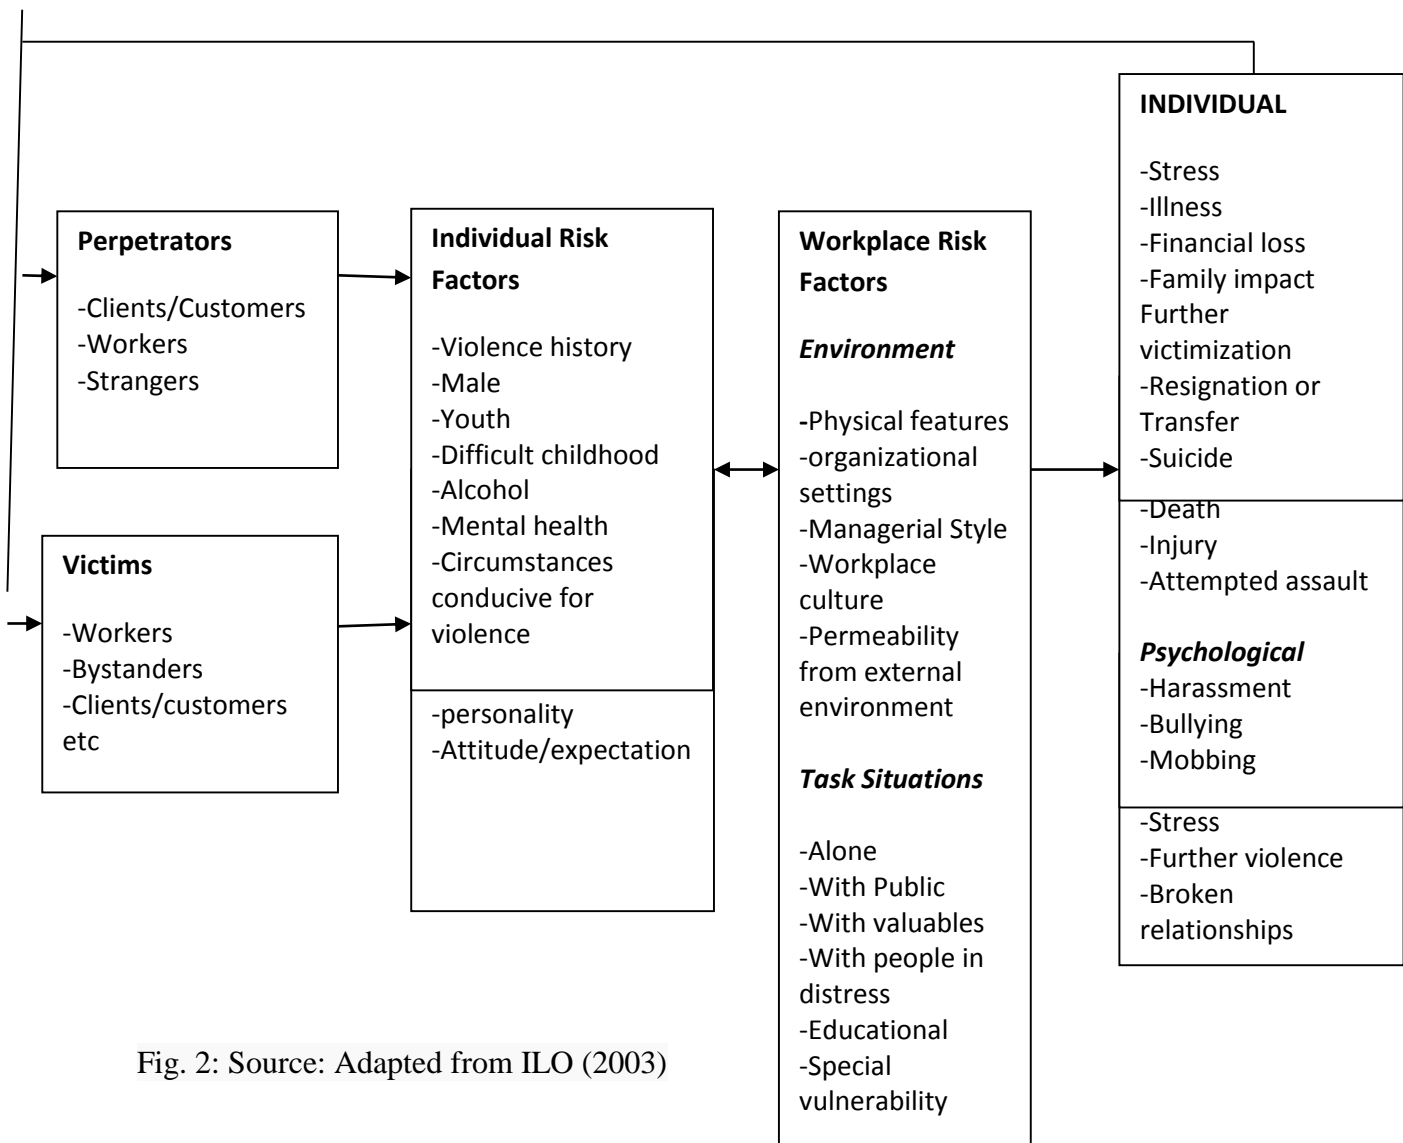 Perpetrators
-Clients/Customers
-Workers
-Strangers
Victims
-Workers
-Bystanders
-Clients/customers
etc
Individual Risk
Factors
-Violence history
-Male
-Youth
-Difficult childhood
-Alcohol
-Mental health
-Circumstances
conducive for
violence
-personality
-Attitude/expectation
Workplace Risk
Factors
Environment
-Physical features
-organizational
settings
-Managerial Style
-Workplace
culture
-Permeability
from external
environment
Task Situations
-Alone
-With Public
-With valuables
-With people in
distress
-Educational
-Special
vulnerability
INDIVIDUAL
-Stress
-Illness
-Financial loss
-Family impact
Further
victimization
-Resignation or
Transfer
-Suicide
-Death
-Injury
-Attempted assault
Psychological
-Harassment
-Bullying
-Mobbing
-Stress
-Further violence
-Broken
relationships
Fig. 2: Source: Adapted from ILO (2003)